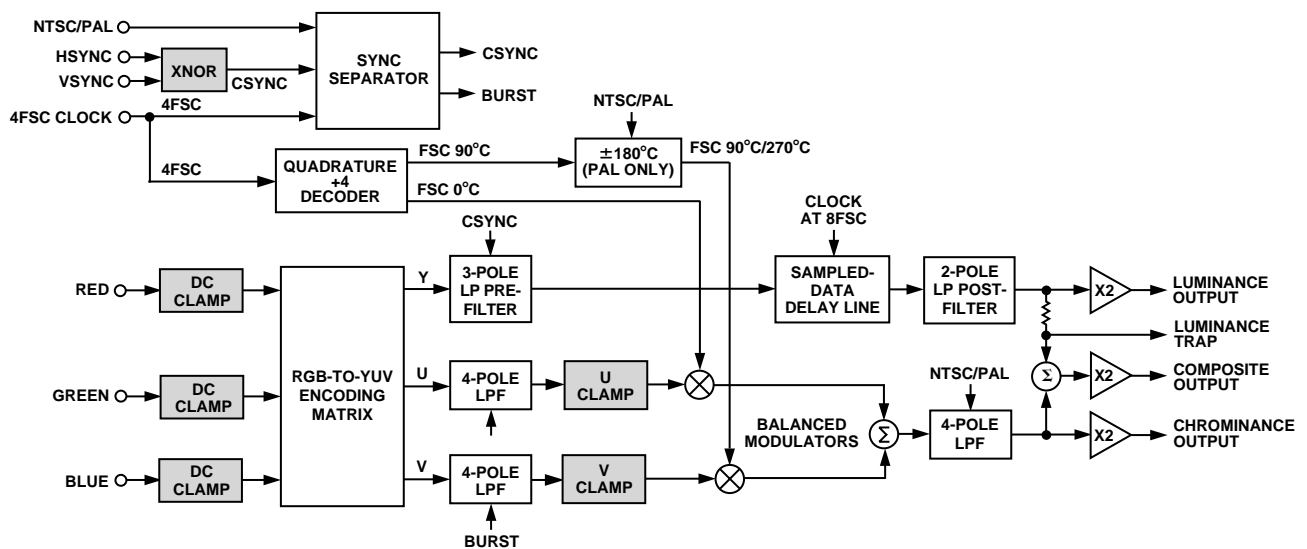 NTSC/PAL
HSYNC
VSYNC
XNOR
CSYNC
4FSC CLOCK
4FSC
SYNC
SEPARATOR
CSYNC
BURST
4FSC
QUADRATURE
+4
DECODER
FSC 90°C
FSC 0°C
NTSC/PAL
±180°C
(PAL ONLY)
FSC 90°C/270°C
RED
DC
CLAMP
GREEN
DC
CLAMP
BLUE
DC
CLAMP
RGB-TO-YUV
ENCODING
MATRIX
Y
U
V
CSYNC
3-POLE
LP PRE-
FILTER
4-POLE
LPF
U
CLAMP
4-POLE
LPF
BURST
V
CLAMP
CLOCK
AT 8FSC
SAMPLED-
DATA
DELAY LINE
2-POLE
LP POST-
FILTER
BALANCED
MODULATORS
Σ
NTSC/PAL
4-POLE
LPF
Σ
X2
LUMINANCE
OUTPUT
LUMINANCE
TRAP
X2
COMPOSITE
OUTPUT
X2
CHROMINANCE
OUTPUT